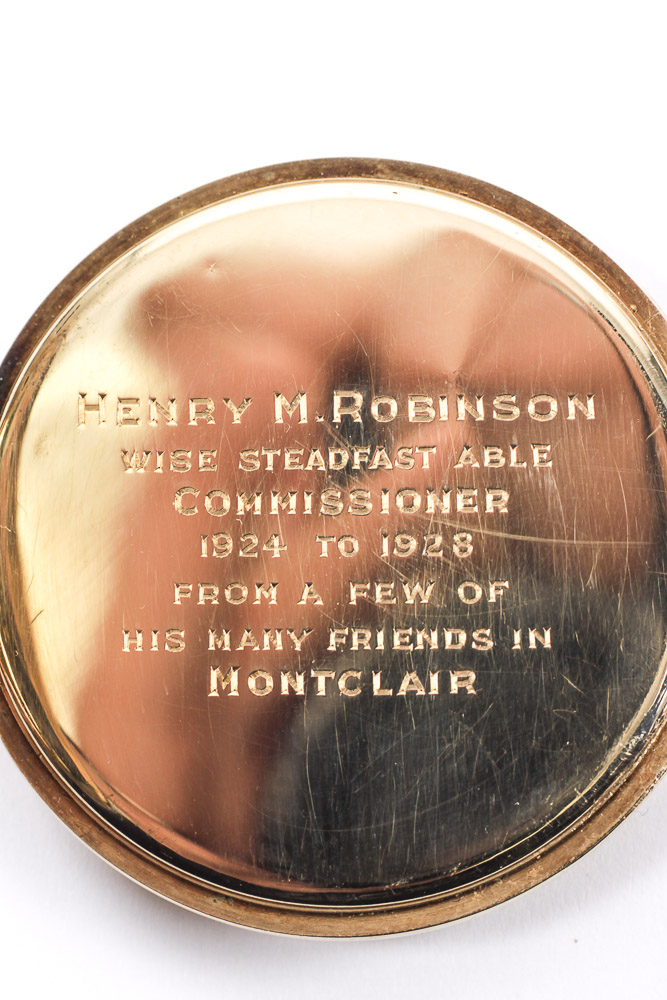 Henry M. Robinson
wise steadfast able
Commissioner
1924 to 1928
from a few of
his many friends in
Montclair